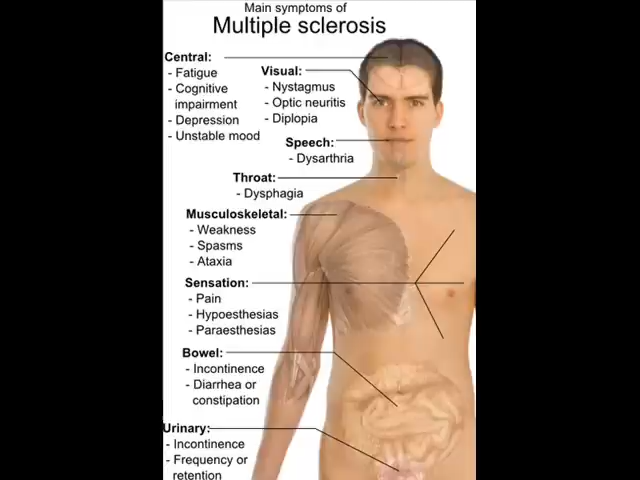 Main symptoms of
Multiple sclerosis
Central:
- Fatigue
- Cognitive
impairment
- Depression
- Unstable mood
Visual:
- Nystagmus
- Optic neuritis
- Diplopia
Speech:
- Dysarthria
Throat:
- Dysphagia
Musculoskeletal:
- Weakness
- Spasms
- Ataxia
Sensation:
- Pain
- Hypoesthesias
- Paraesthesias
Bowel:
- Incontinence
- Diarrhea or
constipation
Urinary:
- Incontinence
- Frequency or
retention